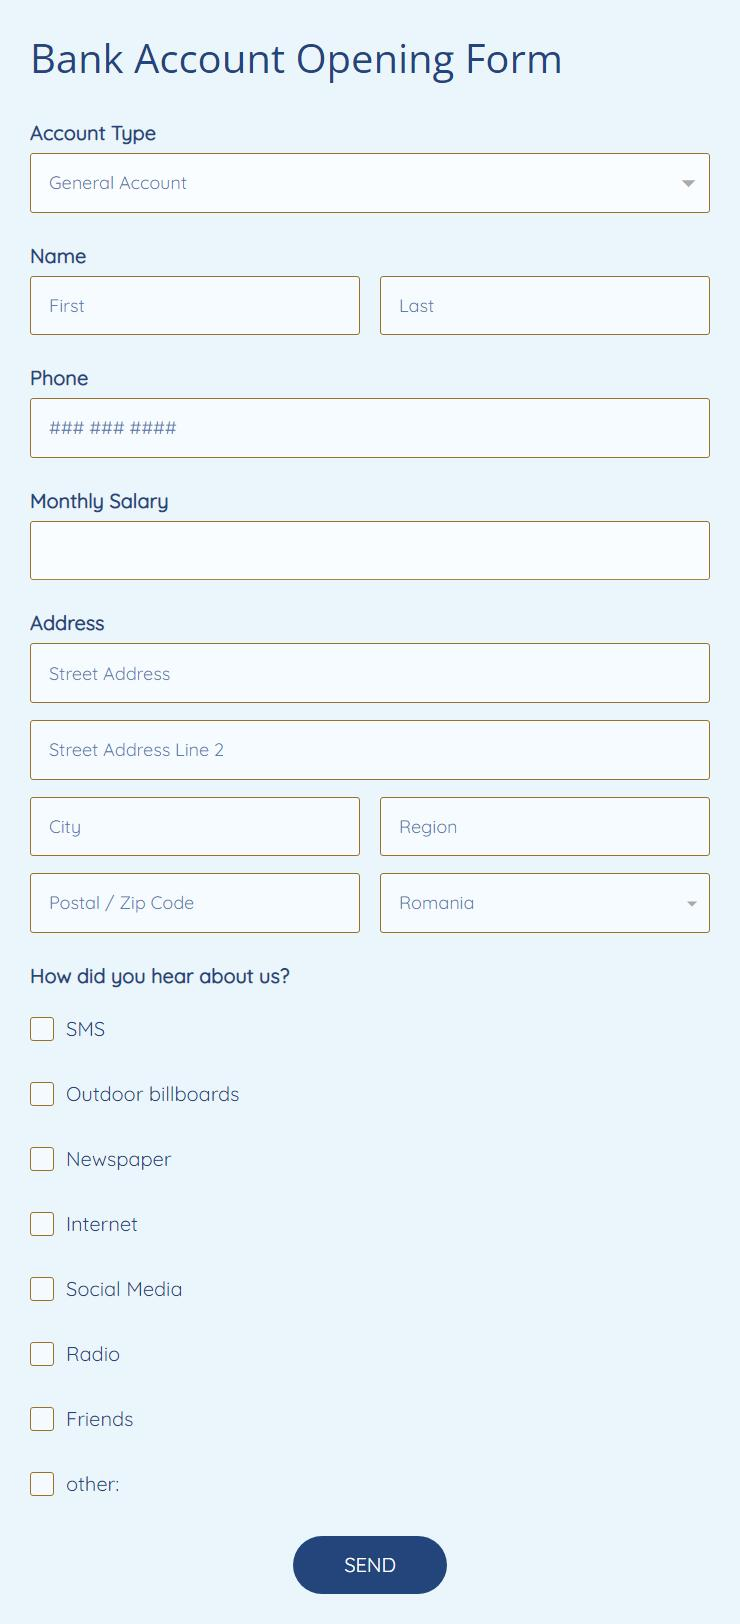 Bank Account Opening Form
Account Type
General Account
Name
First
Last
Phone
### ### ####
Monthly Salary
Address
Street Address
Street Address Line 2
City
Region
Postal / Zip Code
Romania
How did you hear about us?
SMS
Outdoor billboards
Newspaper
Internet
Social Media
Radio
Friends
other:
SEND